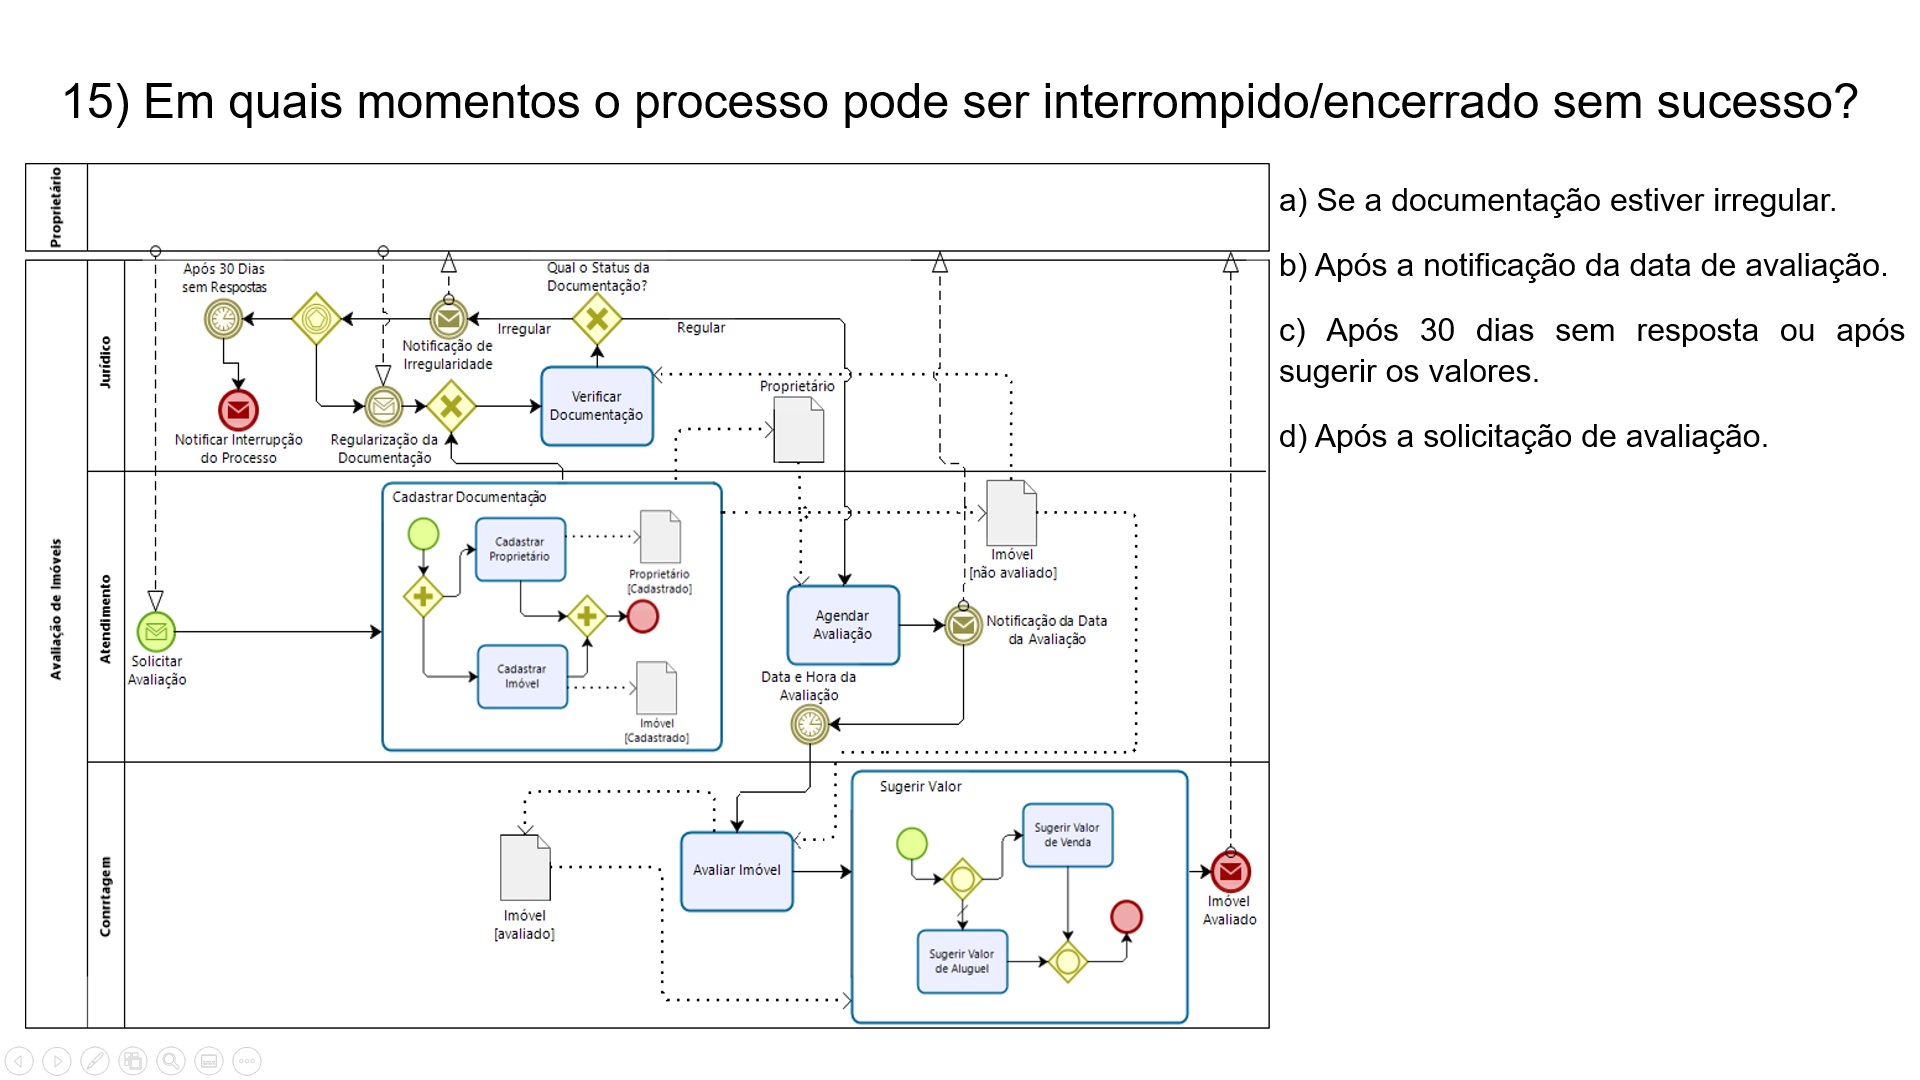 15) Em quais momentos o processo pode ser interrompido/encerrado sem sucesso?
a) Se a documentação estiver irregular.
b) Após a notificação da data de avaliação.
c) Após 30 dias sem resposta ou após
sugerir os valores.
d) Após a solicitação de avaliação.
Proprietário
Avaliação de Imóveis
Jurídico
Após 30 Dias
sem Respostas
Qual o Status da
Documentação?
Irregular
Regular
Notificação de
Irregularidade
Notificar Interrupção
do Processo
Regularização da
Documentação
Verificar
Documentação
Proprietário
Atendimento
Solicitar
Avaliação
Cadastrar Documentação
Cadastrar
Proprietário
Proprietário
[Cadastrado]
Cadastrar
Imóvel
Imóvel
[Cadastrado]
Agendar
Avaliação
Imóvel
[não avaliado]
Notificação da Data
da Avaliação
Data e Hora da
Avaliação
Conrrtagem
Imóvel
[avaliado]
Avaliar Imóvel
Sugerir Valor
Sugerir Valor
de Venda
Sugerir Valor
de Aluguel
Imóvel
Avaliado